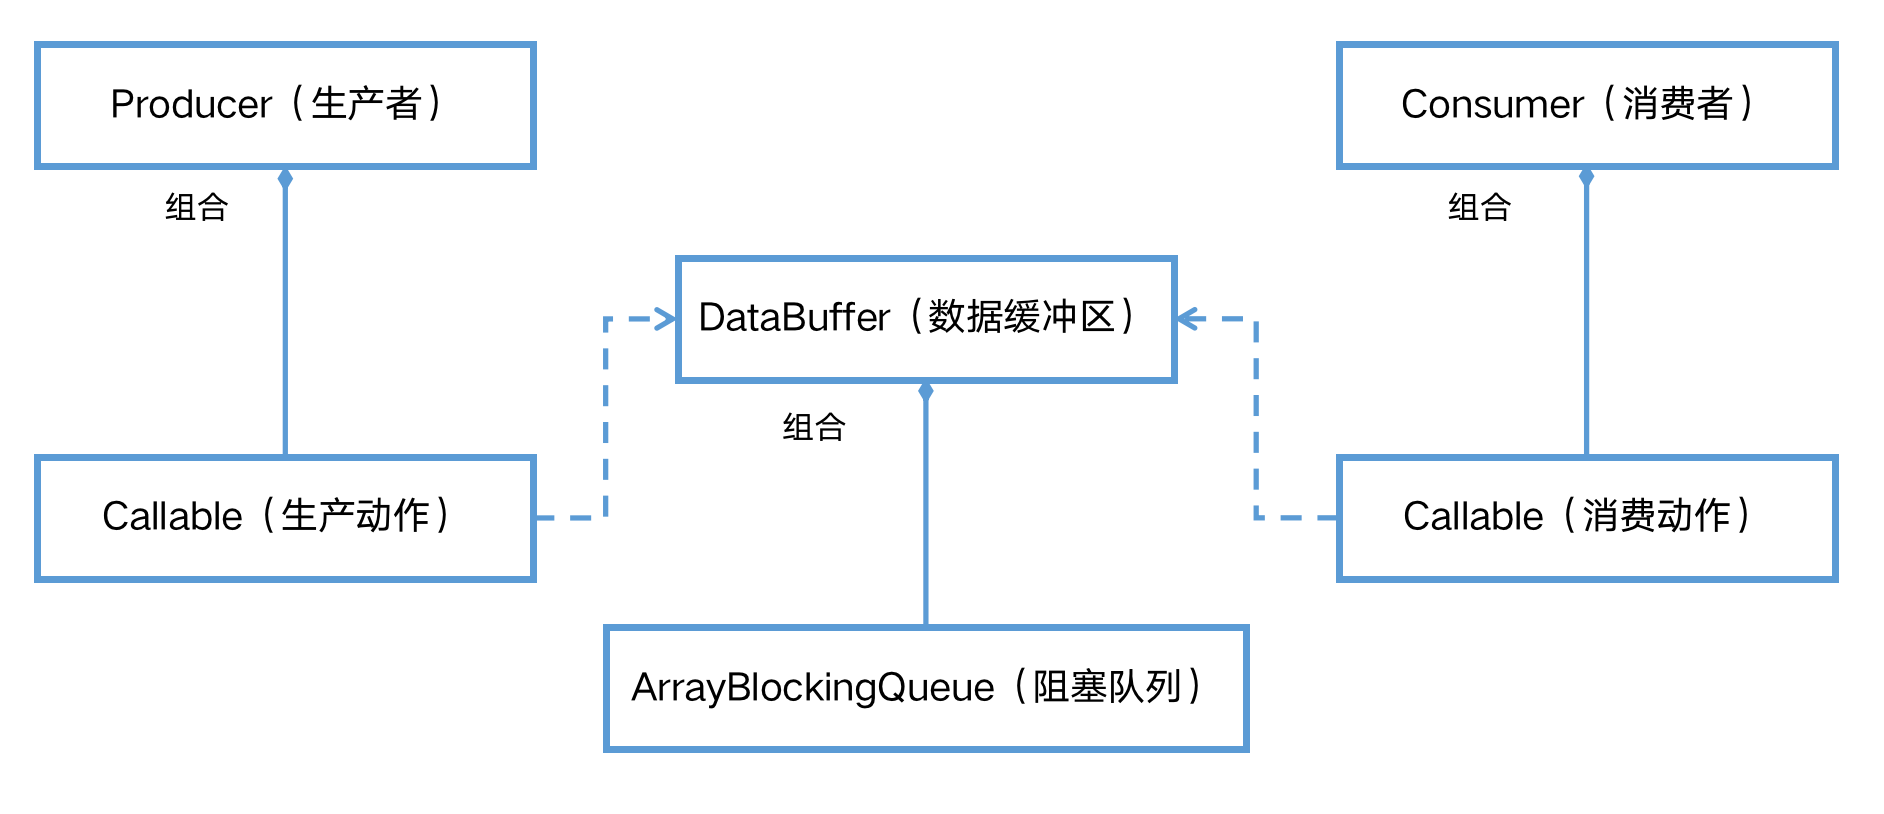 Producer（生产者）
Consumer（消费者）
组合
组合
DataBuffer（数据缓冲区）
组合
Callable（生产动作）
Callable（消费动作）
ArrayBlockingQueue（阻塞队列）